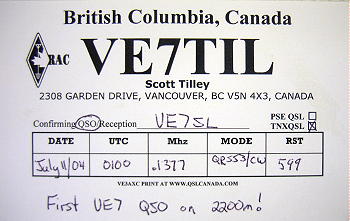 British Columbia, Canada
RAC
VE7TIL
Scott Tilley
2308 GARDEN DRIVE, VANCOUVER, BC V5N 4X3, CANADA
Confirming QSO/Reception VE7SL PSE QSL
TNXQSL
DATE UTC Mhz MODE RST
July 11/04 0100 .1377 QRSS3/CW 599
VE3AXC PRINT AT WWW.QSLCANADA.COM
First VE7 QSO on 2200m!